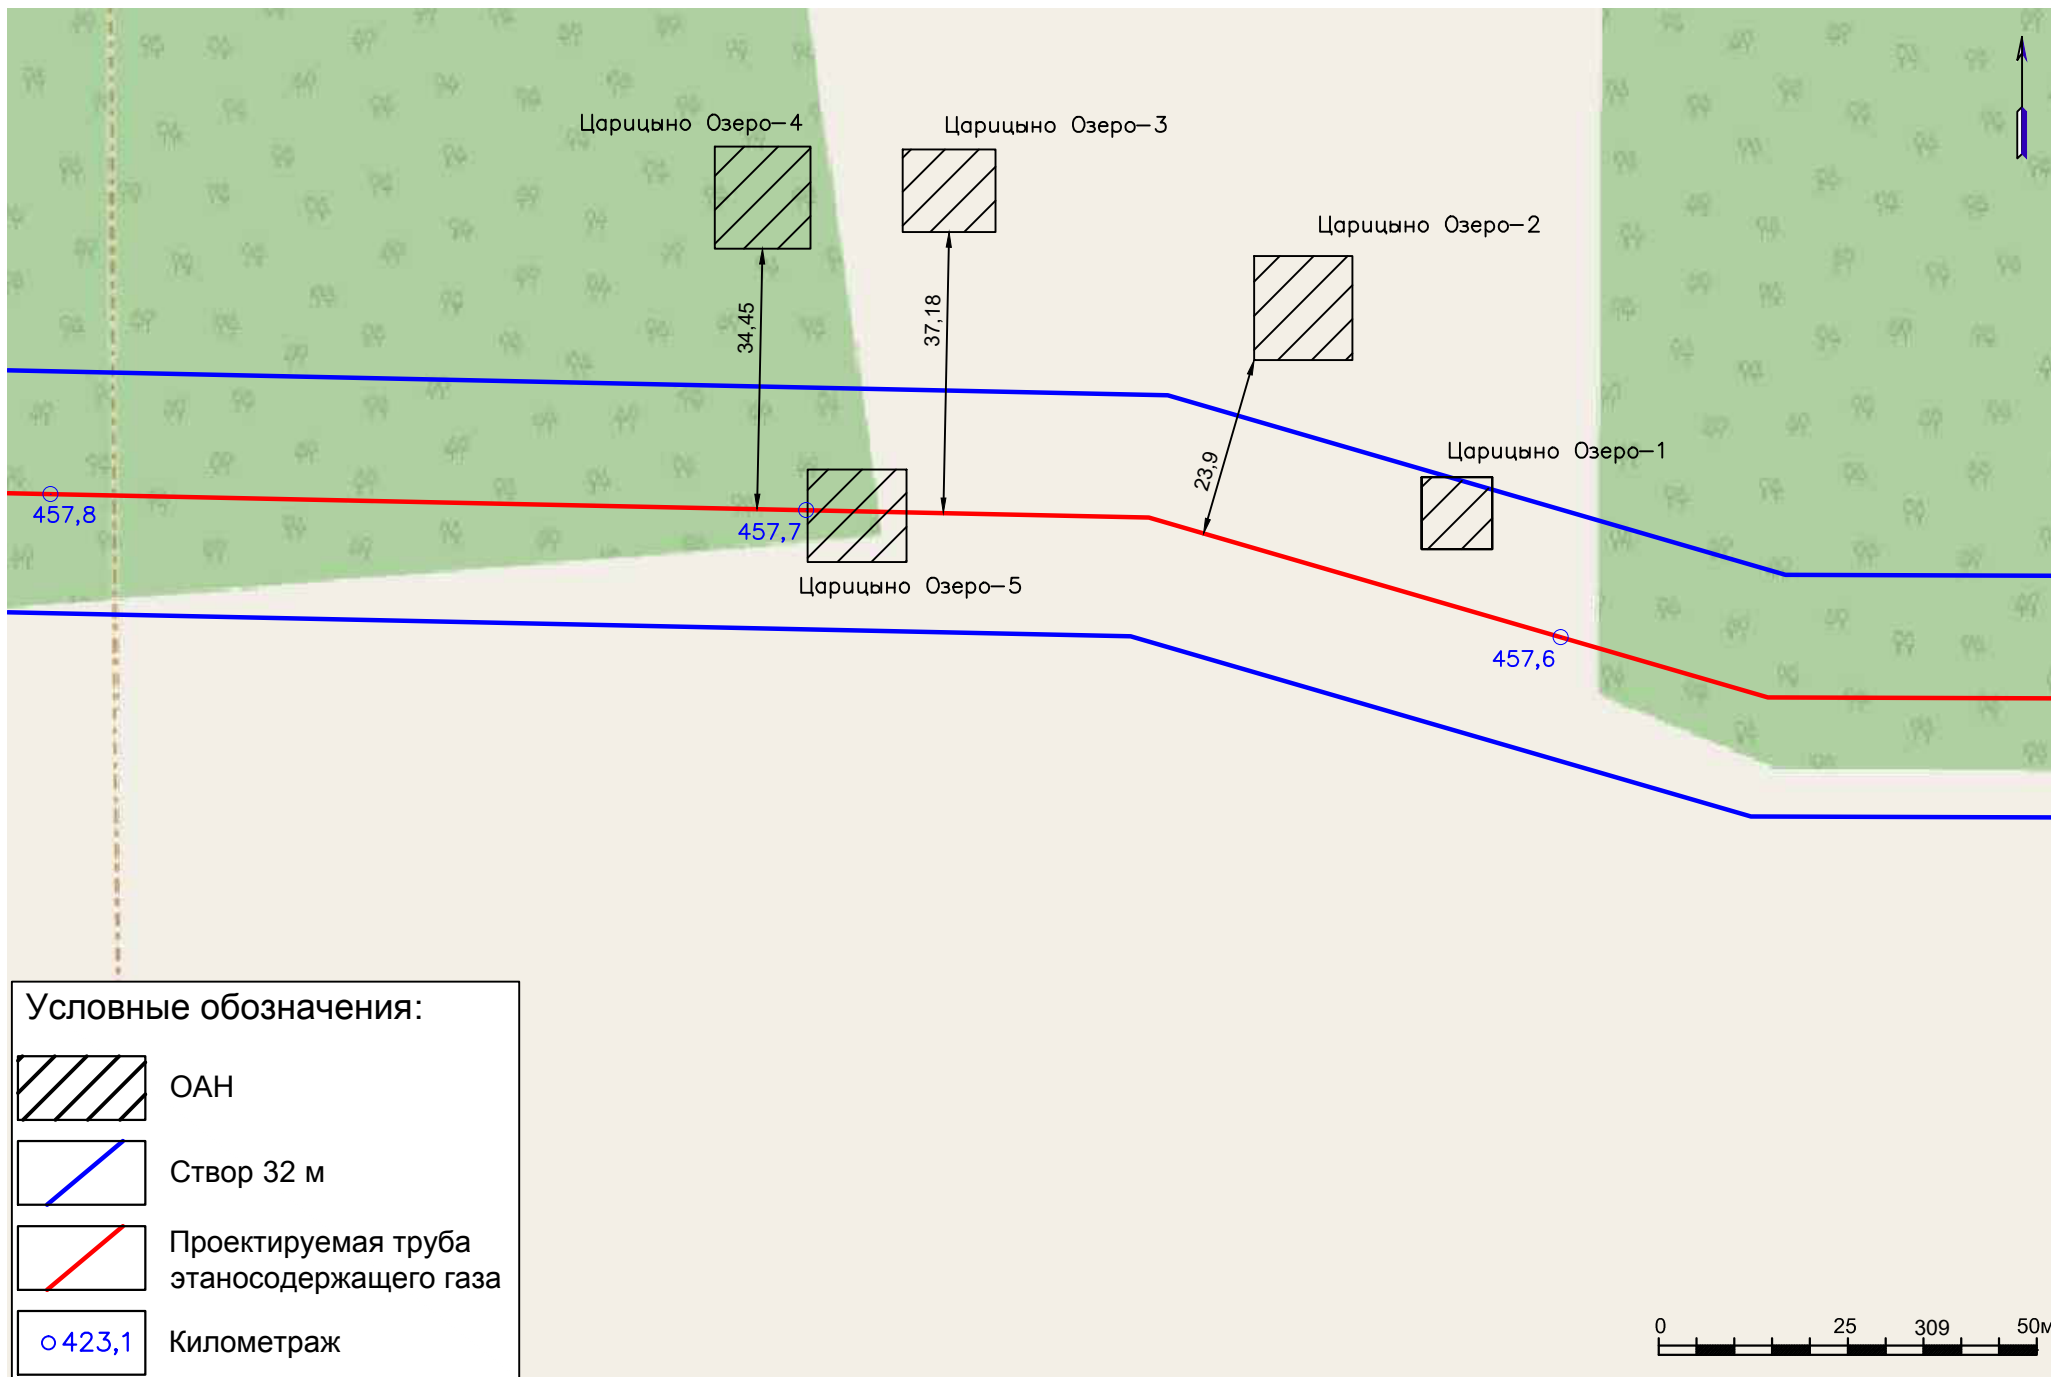 Царицыно Озеро-4
Царицыно Озеро-3
Царицыно Озеро-2
34,45
37,18
23,9
Царицыно Озеро-1
457,8
457,7
Царицыно Озеро-5
457,6
Условные обозначения:
ОАН
Створ 32 м
Проектируемая труба
этаносодержащего газа
423,1 Километраж
0 25 309 50м